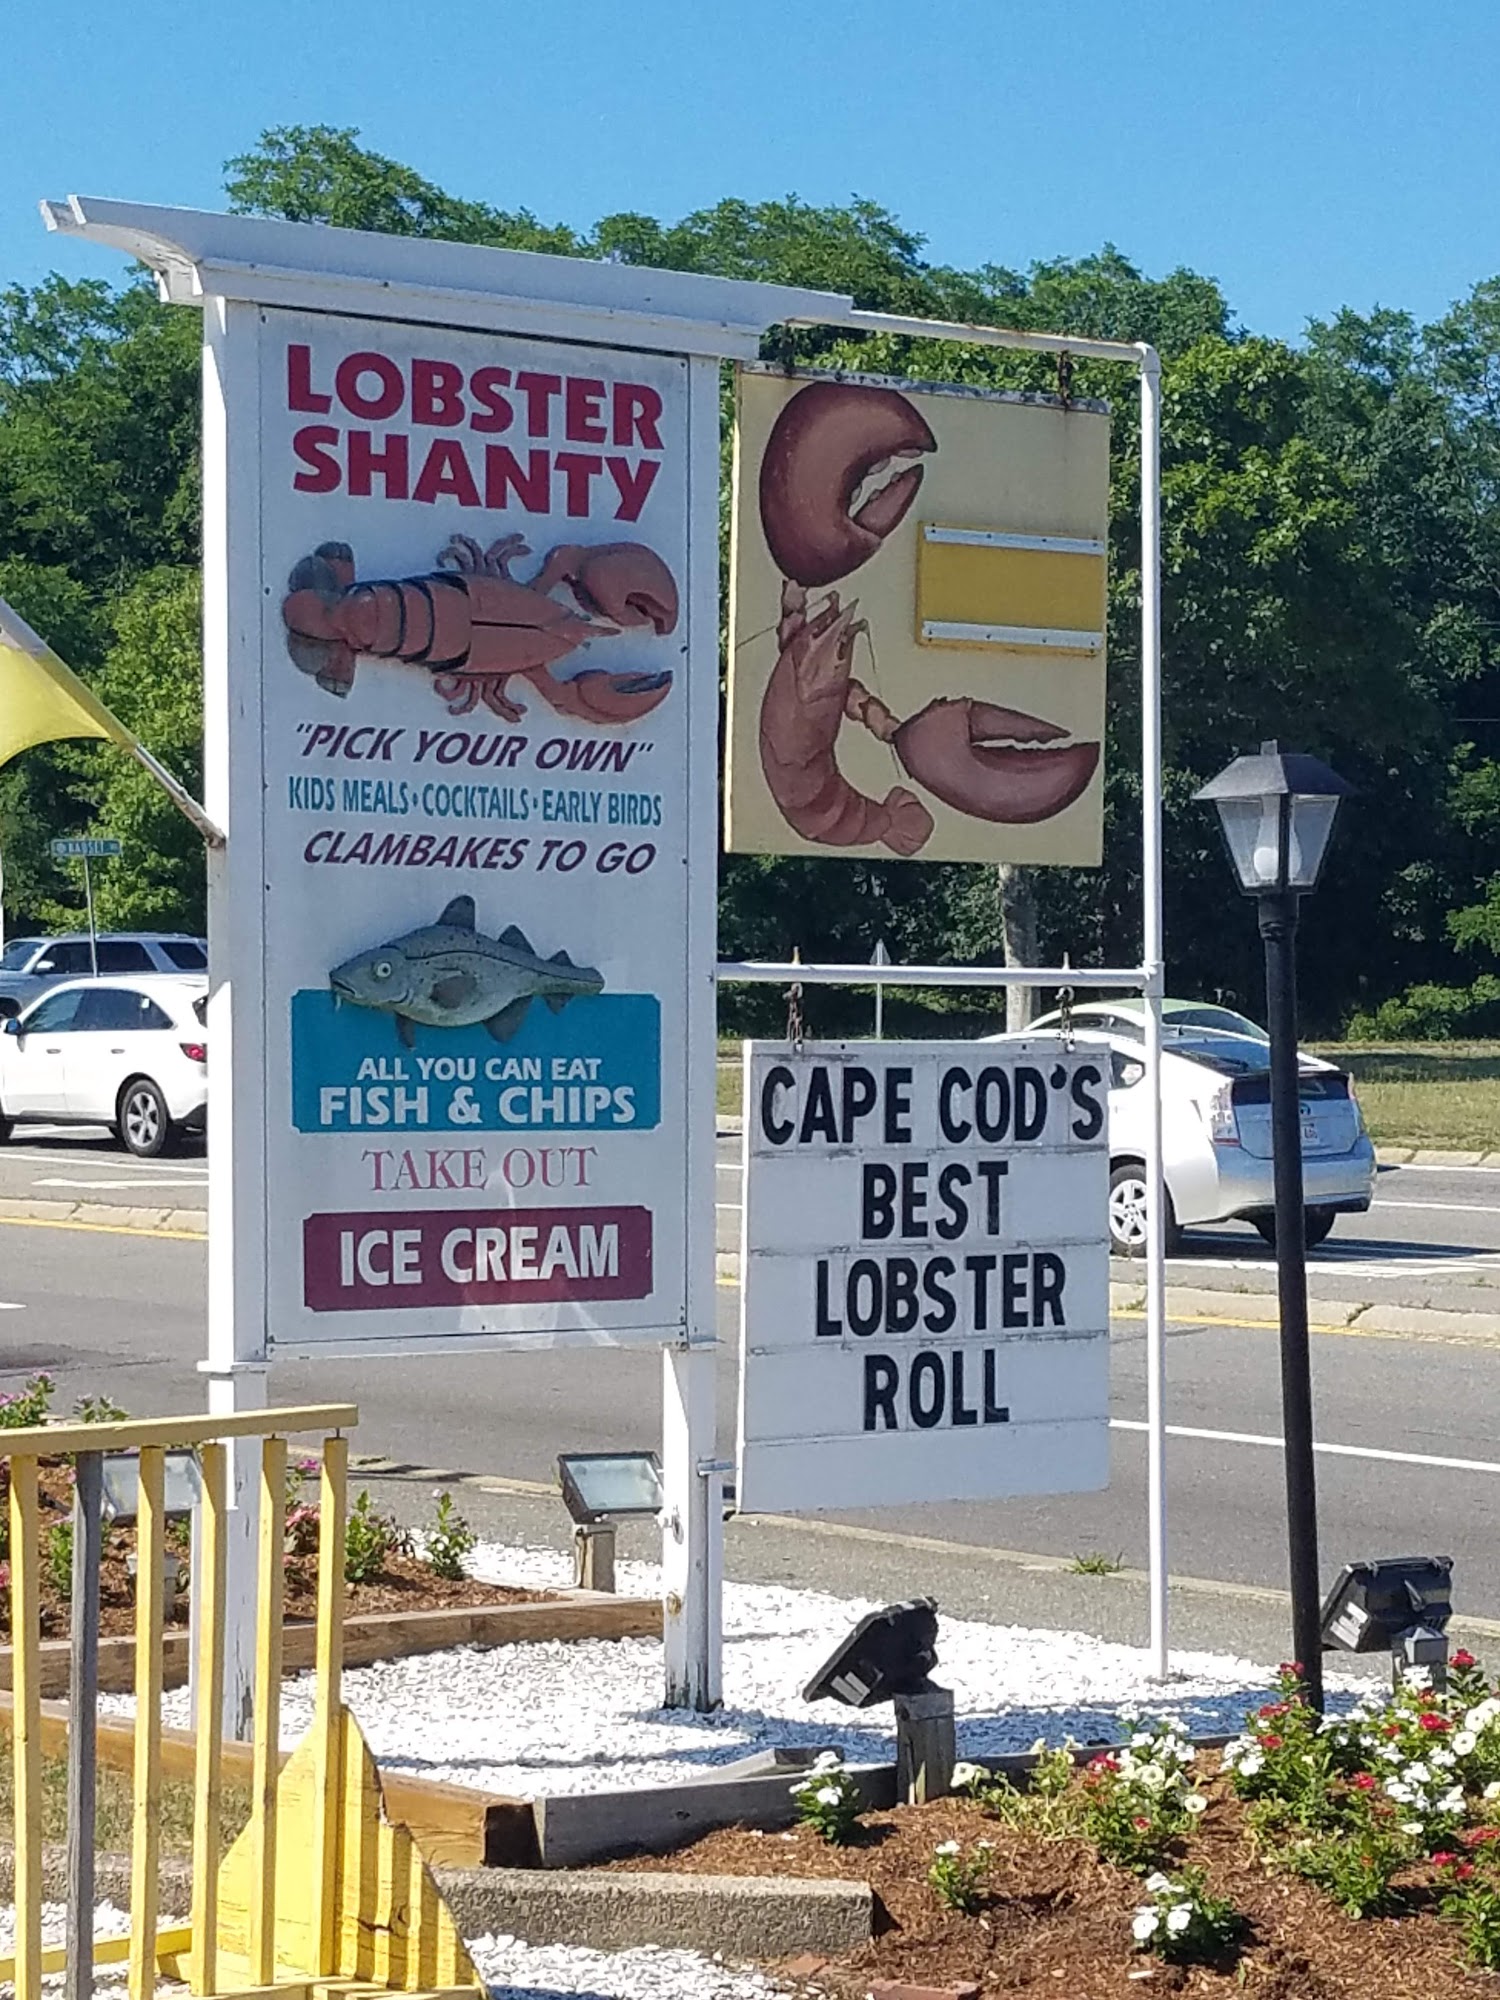 LOBSTER
SHANTY
"PICK YOUR OWN"
KIDS MEALS•COCKTAILS•EARLY BIRDS
CLAMBAKES TO GO
ALL YOU CAN EAT
FISH & CHIPS
TAKE OUT
ICE CREAM
CAPE COD'S
BEST
LOBSTER
ROLL